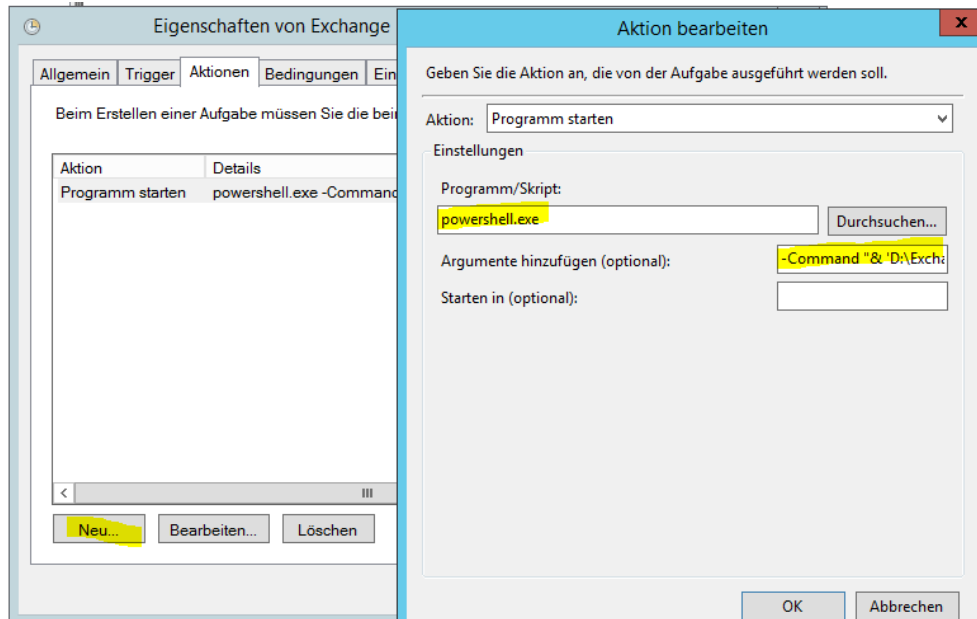 Eigenschaften von Exchange
Allgemein Trigger Aktionen Bedingungen
Beim Erstellen einer Aufgabe müssen Sie die
Aktion Details
Programm starten powershell.exe -Command
Neu... Bearbeiten... Löschen
Aktion bearbeiten
x
Geben Sie die Aktion an, die von der Aufgabe ausgeführt werden soll.
Aktion: Programm starten
Einstellungen
Programm/Skript:
powershell.exe Durchsuchen...
Argumente hinzufügen (optional): -Command "& 'D:\Excha
Starten in (optional):
OK Abbrechen